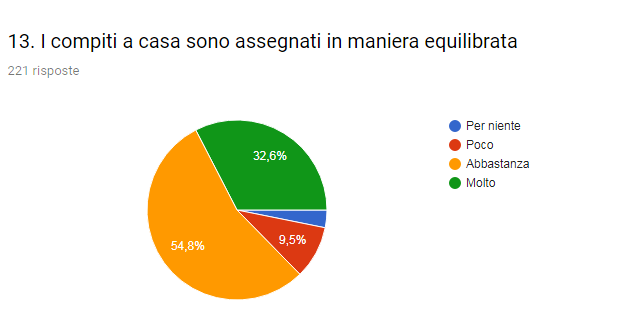 13. I compiti a casa sono assegnati in maniera equilibrata
221 risposte
Per niente
Poco
Abbastanza
Molto
32,6%
9,5%
54,8%